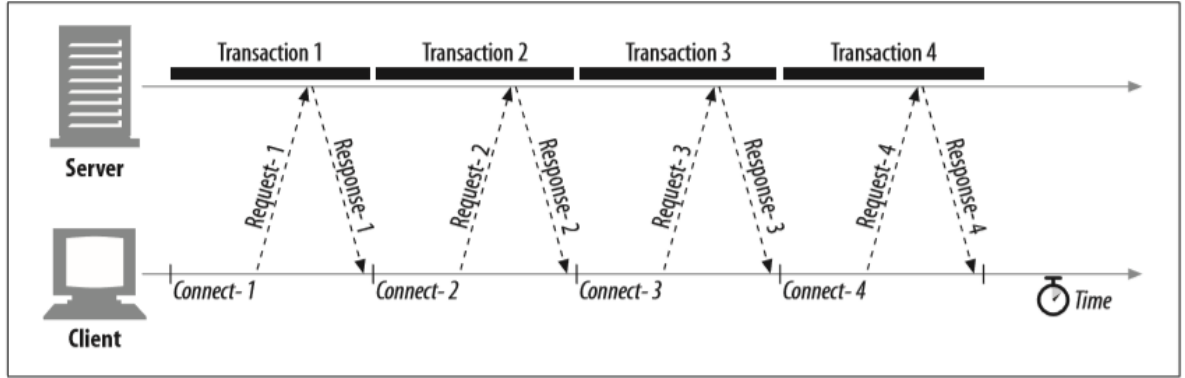 Transaction 1
Transaction 2
Transaction 3
Transaction 4
Server
Request- 1
Response- 1
Request- 2
Response- 2
Request- 3
Response- 3
Request- 4
Response- 4
Connect- 1
Connect- 2
Connect- 3
Connect- 4
Time
Client